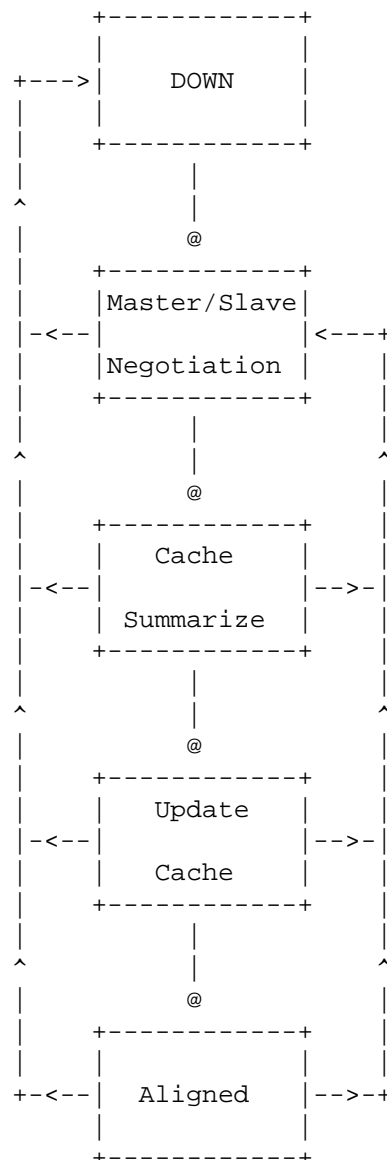 DOWN
@
Master/Slave
Negotiation
@
Cache
Summarize
@
Update
Cache
@
Aligned